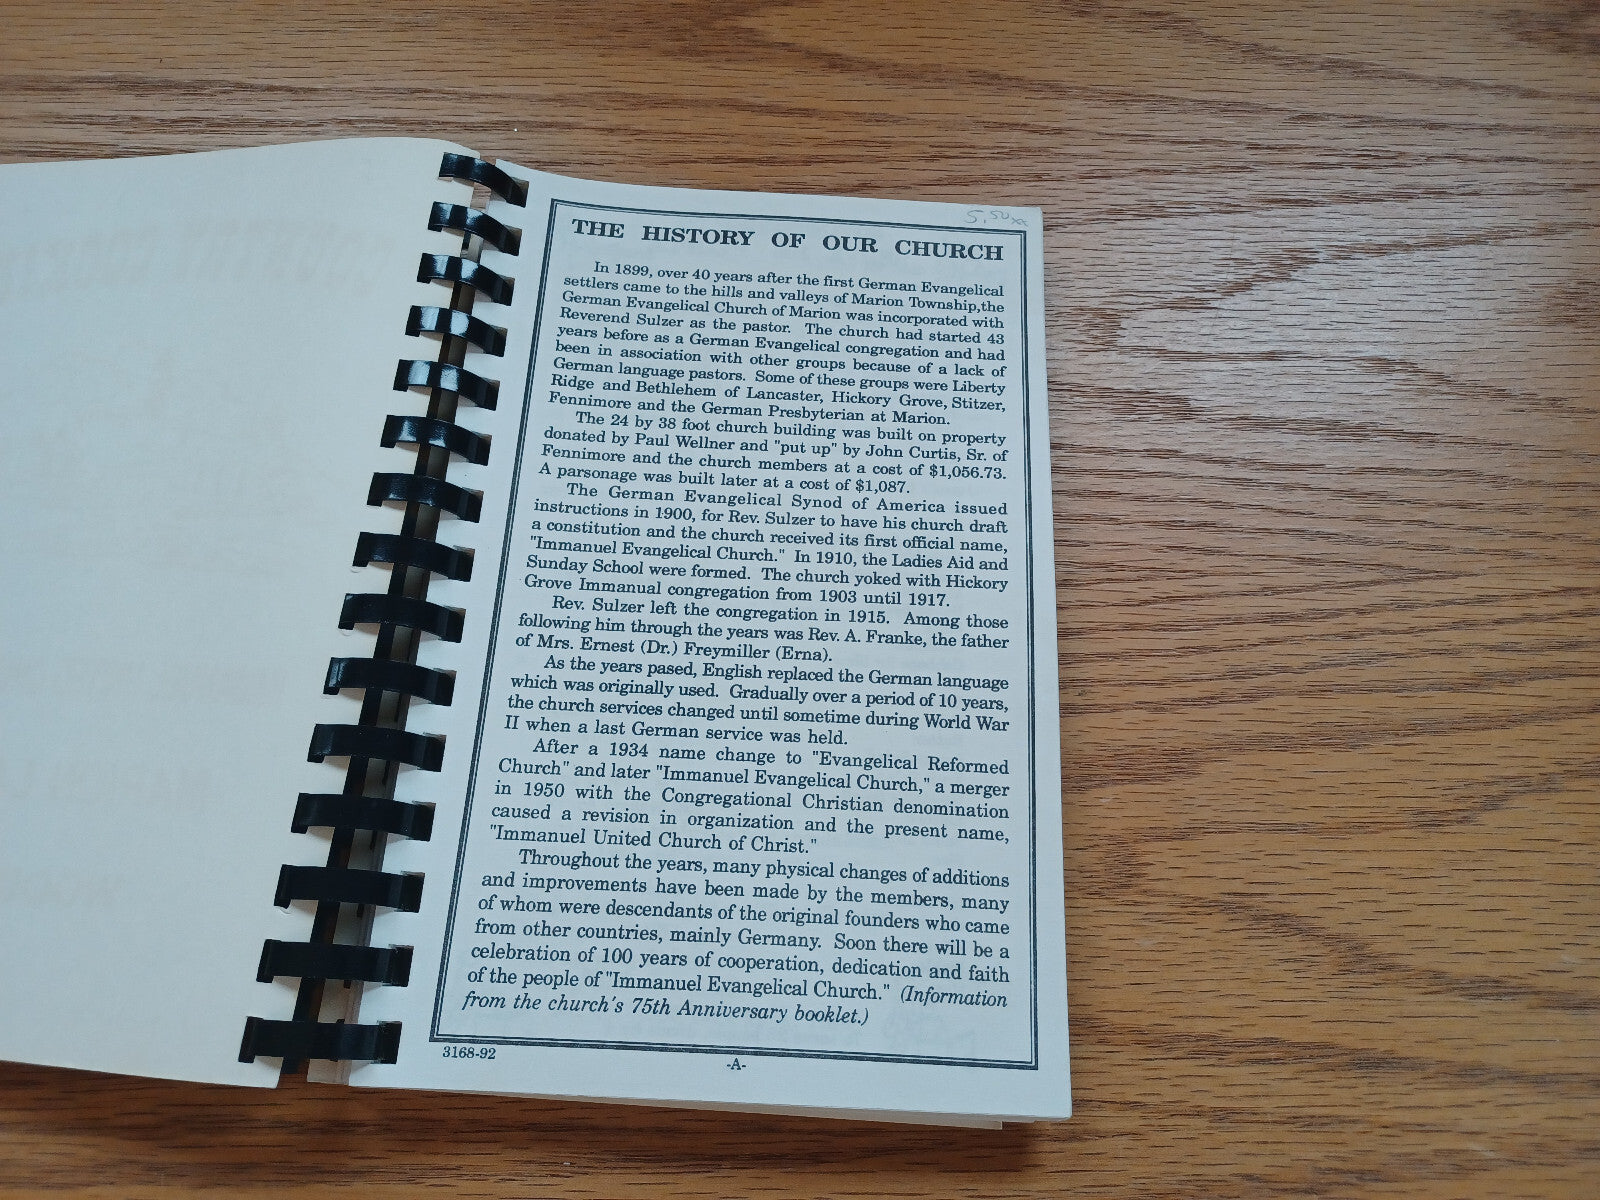 5.50
THE HISTORY OF OUR CHURCH
In 1899, over 40 years after the first German Evangelical
settlers came to the hills and valleys of Marion Township,the
German Evangelical Church of Marion was incorporated with
Reverend Sulzer as the pastor. The church had started 43
years before as a German Evangelical congregation and had
been in association with other groups because of a lack of
German language pastors. Some of these groups were Liberty
Ridge and Bethlehem of Lancaster, Hickory Grove, Stitzer,
Fennimore and the German Presbyterian at Marion.
The 24 by 38 foot church building was built on property
donated by Paul Wellner and "put up" by John Curtis, Sr. of
Fennimore and the church members at a cost of $1,056.73.
A parsonage was built later at a cost of $1,087.
The German Evangelical Synod of America issued
instructions in 1900, for Rev. Sulzer to have his church draft
a constitution and the church received its first official name,
"Immanuel Evangelical Church." In 1910, the Ladies Aid and
Sunday School were formed. The church yoked with Hickory
Grove Immanual congregation from 1903 until 1917.
Rev. Sulzer left the congregation in 1915. Among those
following him through the years was Rev. A. Franke, the father
of Mrs. Ernest (Dr.) Freymiller (Erna).
As the years pased, English replaced the German language
which was originally used. Gradually over a period of 10 years,
the church services changed until sometime during World War
II when a last German service was held.
After a 1934 name change to "Evangelical Reformed
Church" and later "Immanuel Evangelical Church," a merger
in 1950 with the Congregational Christian denomination
caused a revision in organization and the present name,
"Immanuel United Church of Christ."
Throughout the years, many physical changes of additions
and improvements have been made by the members, many
of whom were descendants of the original founders who came
from other countries, mainly Germany. Soon there will be a
celebration of 100 years of cooperation, dedication and faith
of the people of "Immanuel Evangelical Church." (Information
from the church's 75th Anniversary booklet.)
3168-92
-A-